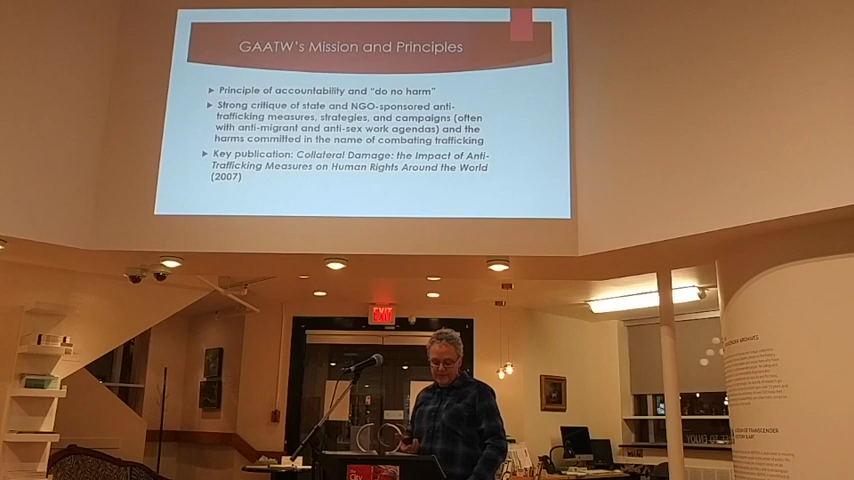 GAATW's Mission and Principles
Principle of accountability and "do no harm"
Strong critique of state and NGO-sponsored anti-
trafficking measures, strategies, and campaigns (often
with anti-migrant and anti-sex work agendas) and the
harms committed in the name of combating trafficking
Key publication: Collateral Damage: the Impact of Anti-
Trafficking Measures on Human Rights Around the World
(2007)
EXIT
ARCHIVES
OF TRANSGENDER